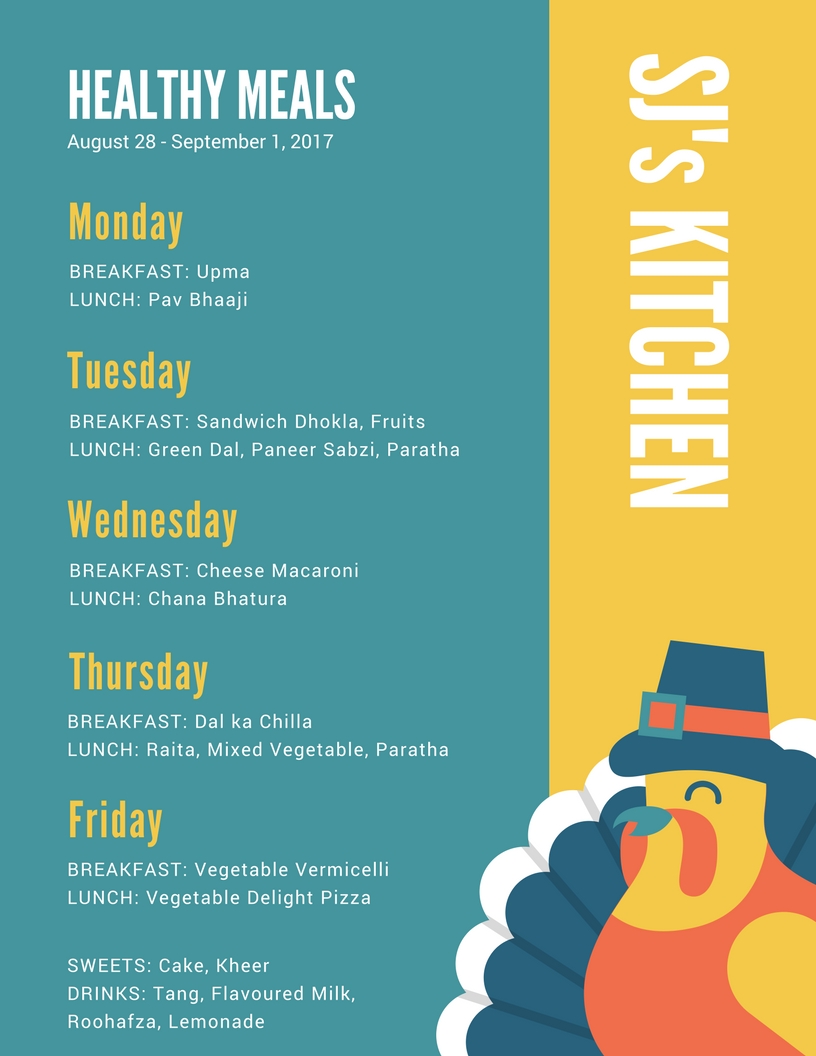 HEALTHY MEALS
August 28 - September 1, 2017
Monday
BREAKFAST: Upma
LUNCH: Pav Bhaaji
Tuesday
BREAKFAST: Sandwich Dhokla, Fruits
LUNCH: Green Dal, Paneer Sabzi, Paratha
Wednesday
BREAKFAST: Cheese Macaroni
LUNCH: Chana Bhatura
Thursday
BREAKFAST: Dal ka Chilla
LUNCH: Raita, Mixed Vegetable, Paratha
Friday
BREAKFAST: Vegetable Vermicelli
LUNCH: Vegetable Delight Pizza
SWEETS: Cake, Kheer
DRINKS: Tang, Flavoured Milk,
Roohafza, Lemonade
SJ's KITCHEN